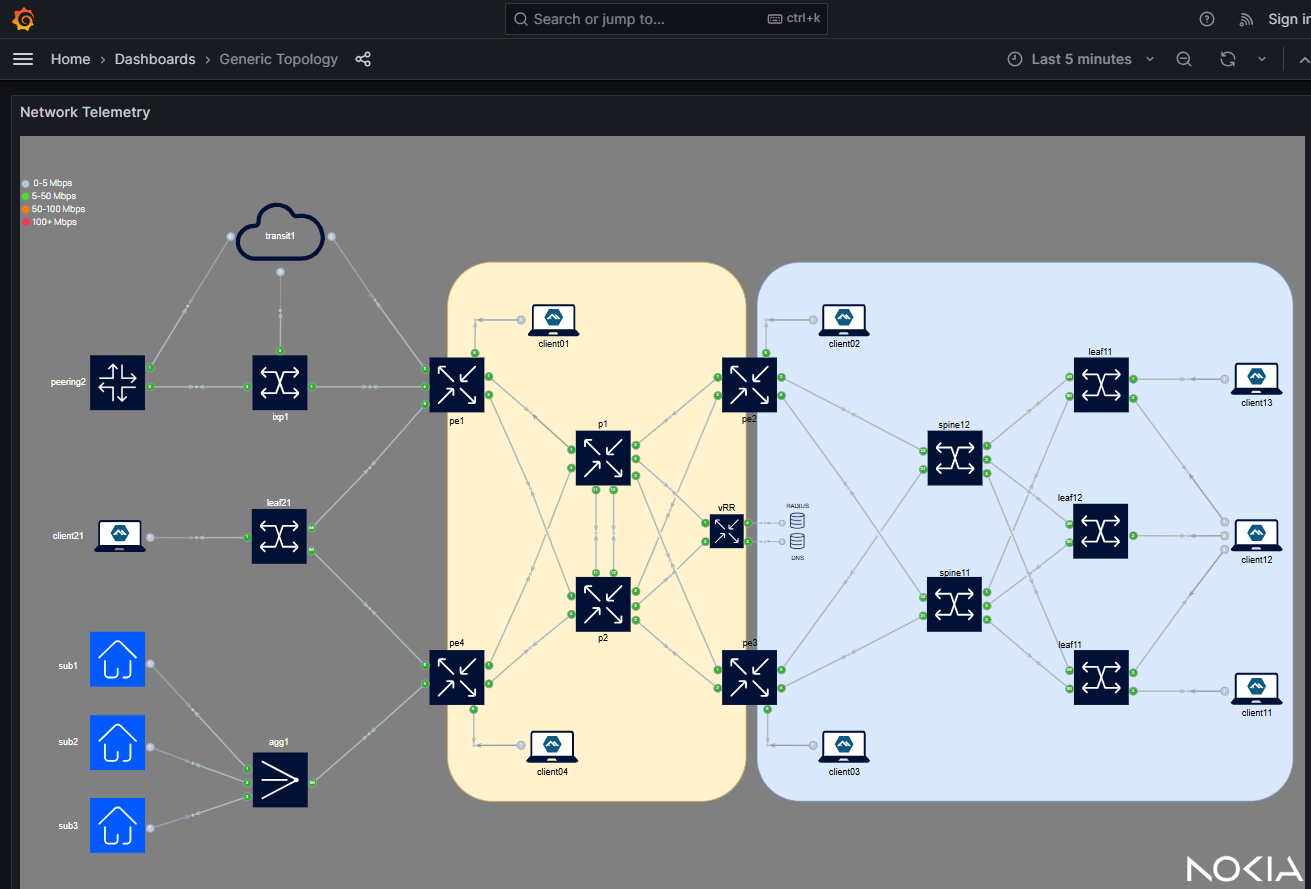 Search or jump to...
ctrl+k
Sign in
Home › Dashboards › Generic Topology
Last 5 minutes
Network Telemetry
0-5 Mbps
5-50 Mbps
50-100 Mbps
100+ Mbps
transit1
peering2
ixp1
client01
client02
pe1
pe2
p1
leaf11
client13
spine12
leaf21
client21
vRR
RADIUS
DNS
leaf12
client12
spine11
p2
pe4
pe3
leaf11
client11
sub1
sub2
agg1
sub3
client04
client03
NOKIA